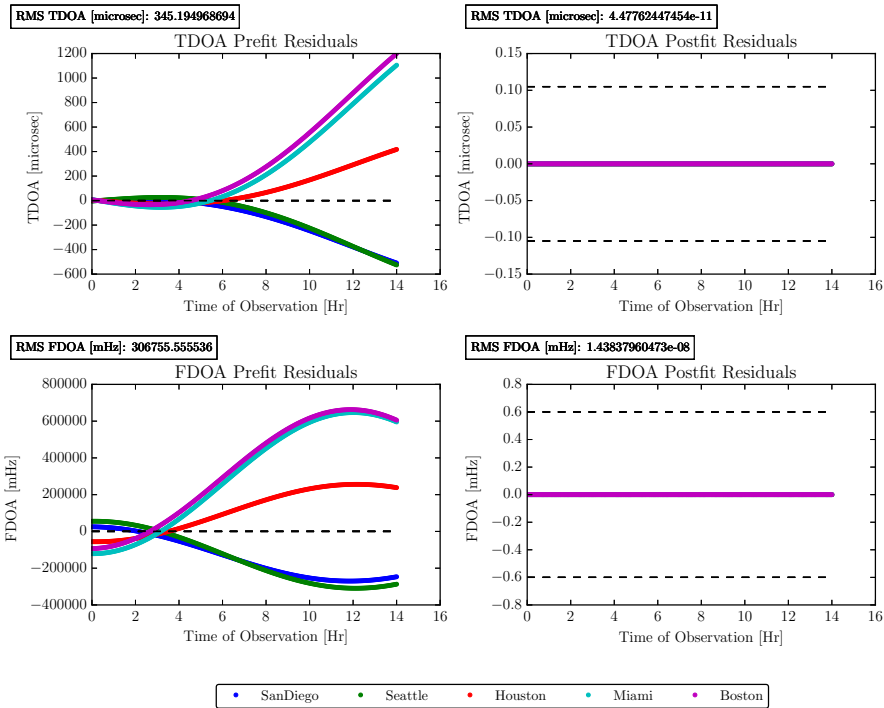 RMS TDOA [microsec]: 345.194968694
RMS TDOA [microsec]: 4.47762447454e-11
TDOA Prefit Residuals
1200
1000
800
600
400
200
0
−200
−400
−600
TDOA [microsec]
0 2 4 6 8 10 12 14 16
Time of Observation [Hr]
TDOA Postfit Residuals
0.15
0.10
0.05
0.00
−0.05
−0.10
−0.15
TDOA [microsec]
0 2 4 6 8 10 12 14 16
Time of Observation [Hr]
RMS FDOA [mHz]: 306755.555536
RMS FDOA [mHz]: 1.43837960473e-08
FDOA Prefit Residuals
800000
600000
400000
200000
0
−200000
−400000
FDOA [mHz]
0 2 4 6 8 10 12 14 16
Time of Observation [Hr]
FDOA Postfit Residuals
0.8
0.6
0.4
0.2
0.0
−0.2
−0.4
−0.6
−0.8
FDOA [mHz]
0 2 4 6 8 10 12 14 16
Time of Observation [Hr]
SanDiego Seattle Houston Miami Boston